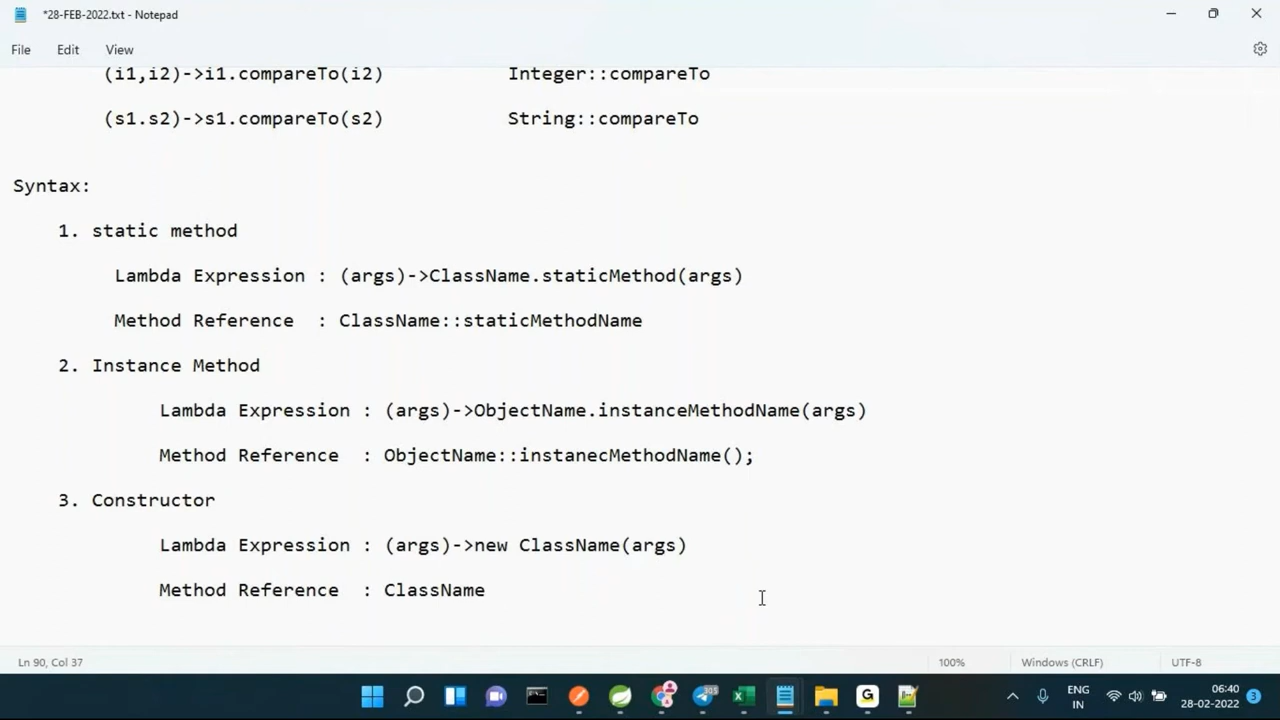 *28-FEB-2022.txt - Notepad
File Edit View
(i1,i2)->i1.compareTo(i2) Integer::compareTo
(s1.s2)->s1.compareTo(s2) String::compareTo
Syntax:
1. static method
Lambda Expression : (args)->ClassName.staticMethod(args)
Method Reference : ClassName::staticMethodName
2. Instance Method
Lambda Expression : (args)->ObjectName.instanceMethodName(args)
Method Reference : ObjectName::instanecMethodName();
3. Constructor
Lambda Expression : (args)->new ClassName(args)
Method Reference : ClassName
Ln 90, Col 37 100% Windows (CRLF) UTF-8
ENG 06:40
IN 28-02-2022 3